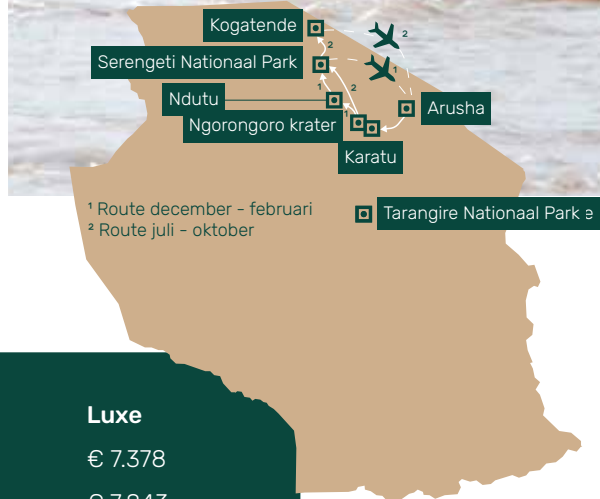 Kogatende
2
2
Serengeti Nationaal Park
1
1
2
Ndutu
Arusha
Ngorongoro krater
1
Karatu
¹ Route december - februari
² Route juli - oktober
Tarangire Nationaal Park e
Luxe
€ 7.378